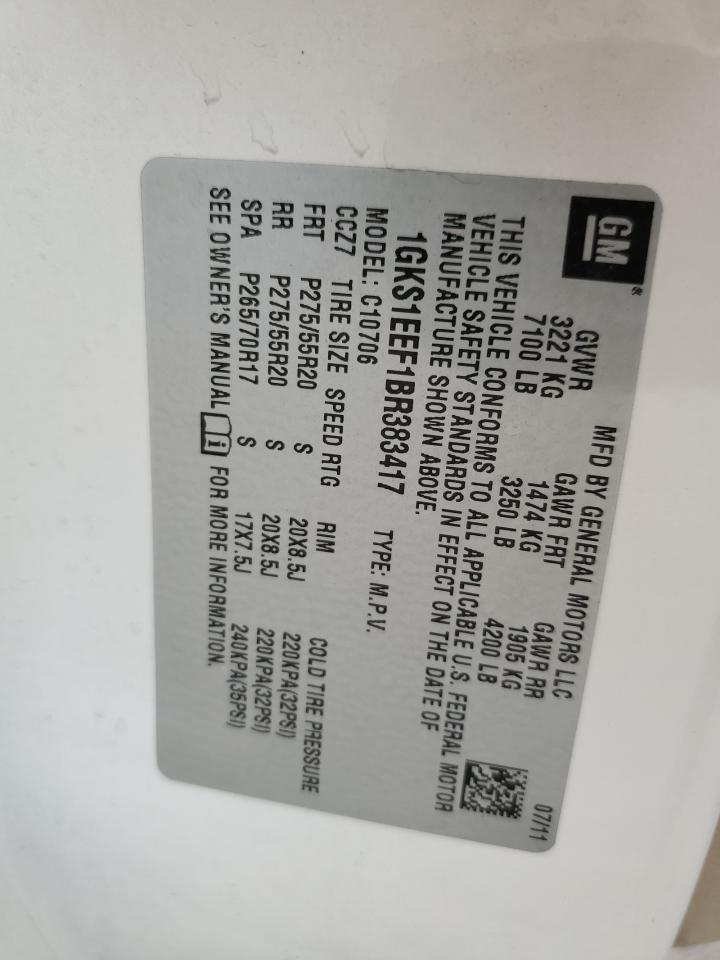 GM®
MFD BY GENERAL MOTORS LLC 07/11
GVWR GAWR FRT GAWR RR
3221 KG 1474 KG 1905 KG
7100 LB 3250 LB 4200 LB
THIS VEHICLE CONFORMS TO ALL APPLICABLE U.S. FEDERAL MOTOR
VEHICLE SAFETY STANDARDS IN EFFECT ON THE DATE OF
MANUFACTURE SHOWN ABOVE.
1GKS1EEF1BR383417 TYPE: M.P.V.
MODEL: C10706
CCZ7 TIRE SIZE SPEED RTG RIM COLD TIRE PRESSURE
FRT P275/55R20 S 20X8.5J 220KPA(32PSI)
RR P275/55R20 S 20X8.5J 220KPA(32PSI)
SPA P265/70R17 S 17X7.5J 240KPA(35PSI)
SEE OWNER'S MANUAL i FOR MORE INFORMATION.